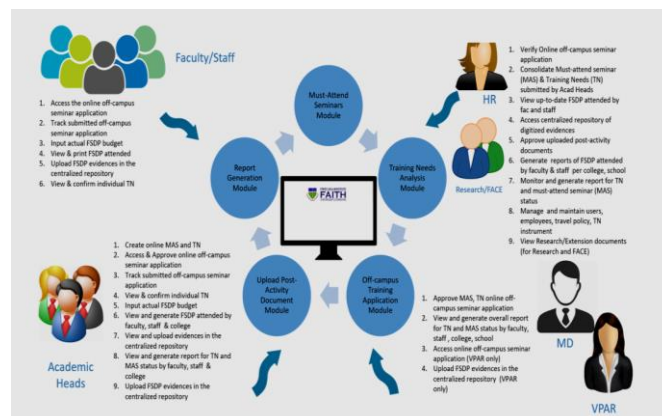 Faculty/Staff
1. Access the online off-campus
seminar application
2. Track submitted off-campus
seminar application
3. Input actual FSDP budget
4. View & print FSDP attended
5. Upload FSDP evidences in the
centralized repository
6. View & confirm individual TN
Must-Attend
Seminars
Module
Report
Generation
Module
Training Needs
Analysis Module
FAITH
Upload Post-
Activity
Document
Module
Off-campus
Training
Application
Module
HR
Research/FACE
1. Verify Online off-campus seminar
application
2. Consolidate Must-attend seminar
(MAS) & Training Needs (TN)
submitted by Acad Heads
3. View up-to-date FSDP attended by
fac and staff
4. Access centralized repository of
digitized evidences
5. Approve uploaded post-activity
documents
6. Generate reports of FSDP attended
by faculty & staff per college, school
7. Monitor and generate report for TN
and must-attend seminar (MAS)
status
8. Manage and maintain users,
employees, travel policy, TN
instrument
9. View Research/Extension documents
(for Research and FACE)
Academic
Heads
1. Create online MAS and TN
2. Access & Approve online off-campus
seminar application
3. Track submitted off-campus
seminar application
4. View & confirm individual TN
5. Input actual FSDP budget
6. View and generate FSDP attended by
faculty, staff & college
7. View and upload evidences in the
centralized repository
8. View and generate report for TN and
MAS status by faculty, staff &
college
9. Upload FSDP evidences in the
centralized repository
1. Approve MAS, TN online off-
campus seminar application
2. View and generate overall report
for TN and MAS status by faculty,
staff , college, school
3. Access online off-campus seminar
application (VPAR only)
4. Upload FSDP evidences in the
centralized repository (VPAR
only)
MD
VPAR